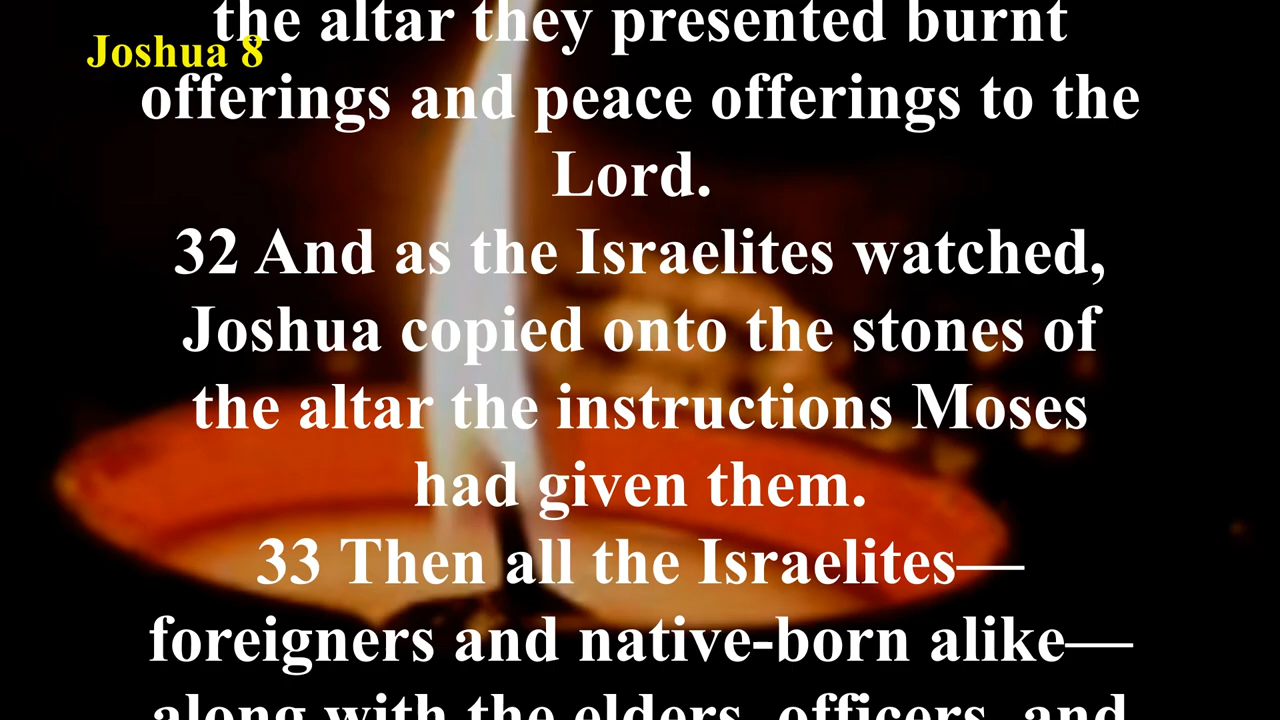 the altar they presented burnt
Joshua 8
offerings and peace offerings to the
Lord.
32 And as the Israelites watched,
Joshua copied onto the stones of
the altar the instructions Moses
had given them.
33 Then all the Israelites—
foreigners and native-born alike—
along with the elders, officers, and